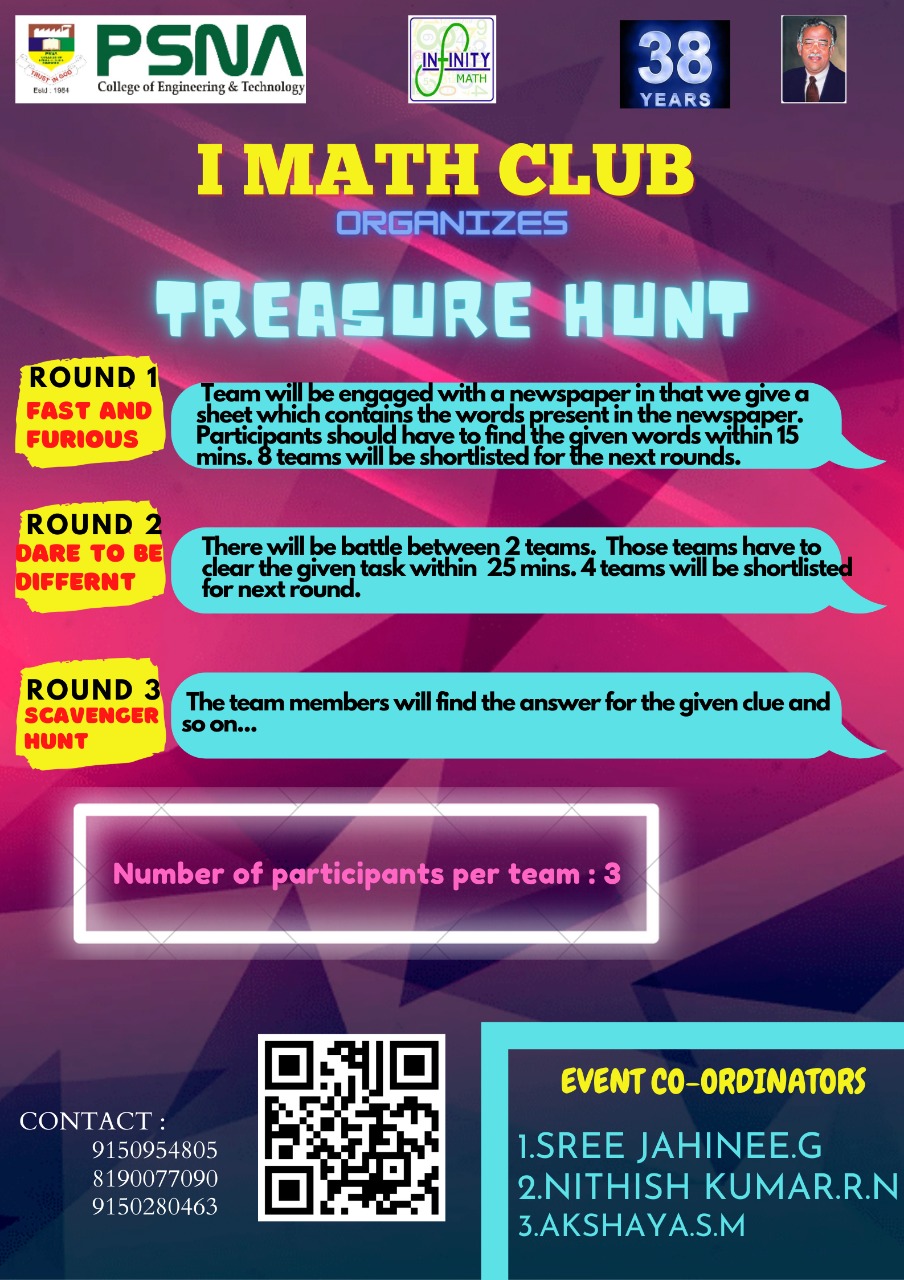 PSNA
College of Engineering & Technology
TRUST IN GOD
Estd : 1984
INFINITY
MATH
38
YEARS
I MATH CLUB
ORGANIZES
TREASURE HUNT
ROUND 1
FAST AND
FURIOUS
Team will be engaged with a newspaper in that we give a
sheet which contains the words present in the newspaper.
Participants should have to find the given words within 15
mins. 8 teams will be shortlisted for the next rounds.
ROUND 2
DARE TO BE
DIFFERNT
There will be battle between 2 teams. Those teams have to
clear the given task within 25 mins. 4 teams will be shortlisted
for next round.
ROUND 3
SCAVENGER
HUNT
The team members will find the answer for the given clue and
so on...
Number of participants per team : 3
CONTACT :
9150954805
8190077090
9150280463
EVENT CO-ORDINATORS
1.SREE JAHINEE.G
2.NITHISH KUMAR.R.N
3.AKSHAYA.S.M